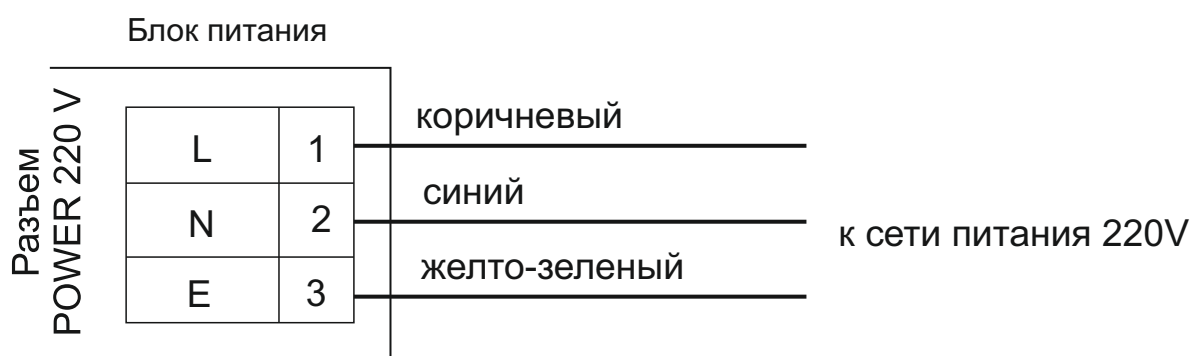 Блок питания
Разъем
POWER 220 V
L 1 коричневый
N 2 синий
E 3 желто-зеленый
к сети питания 220V